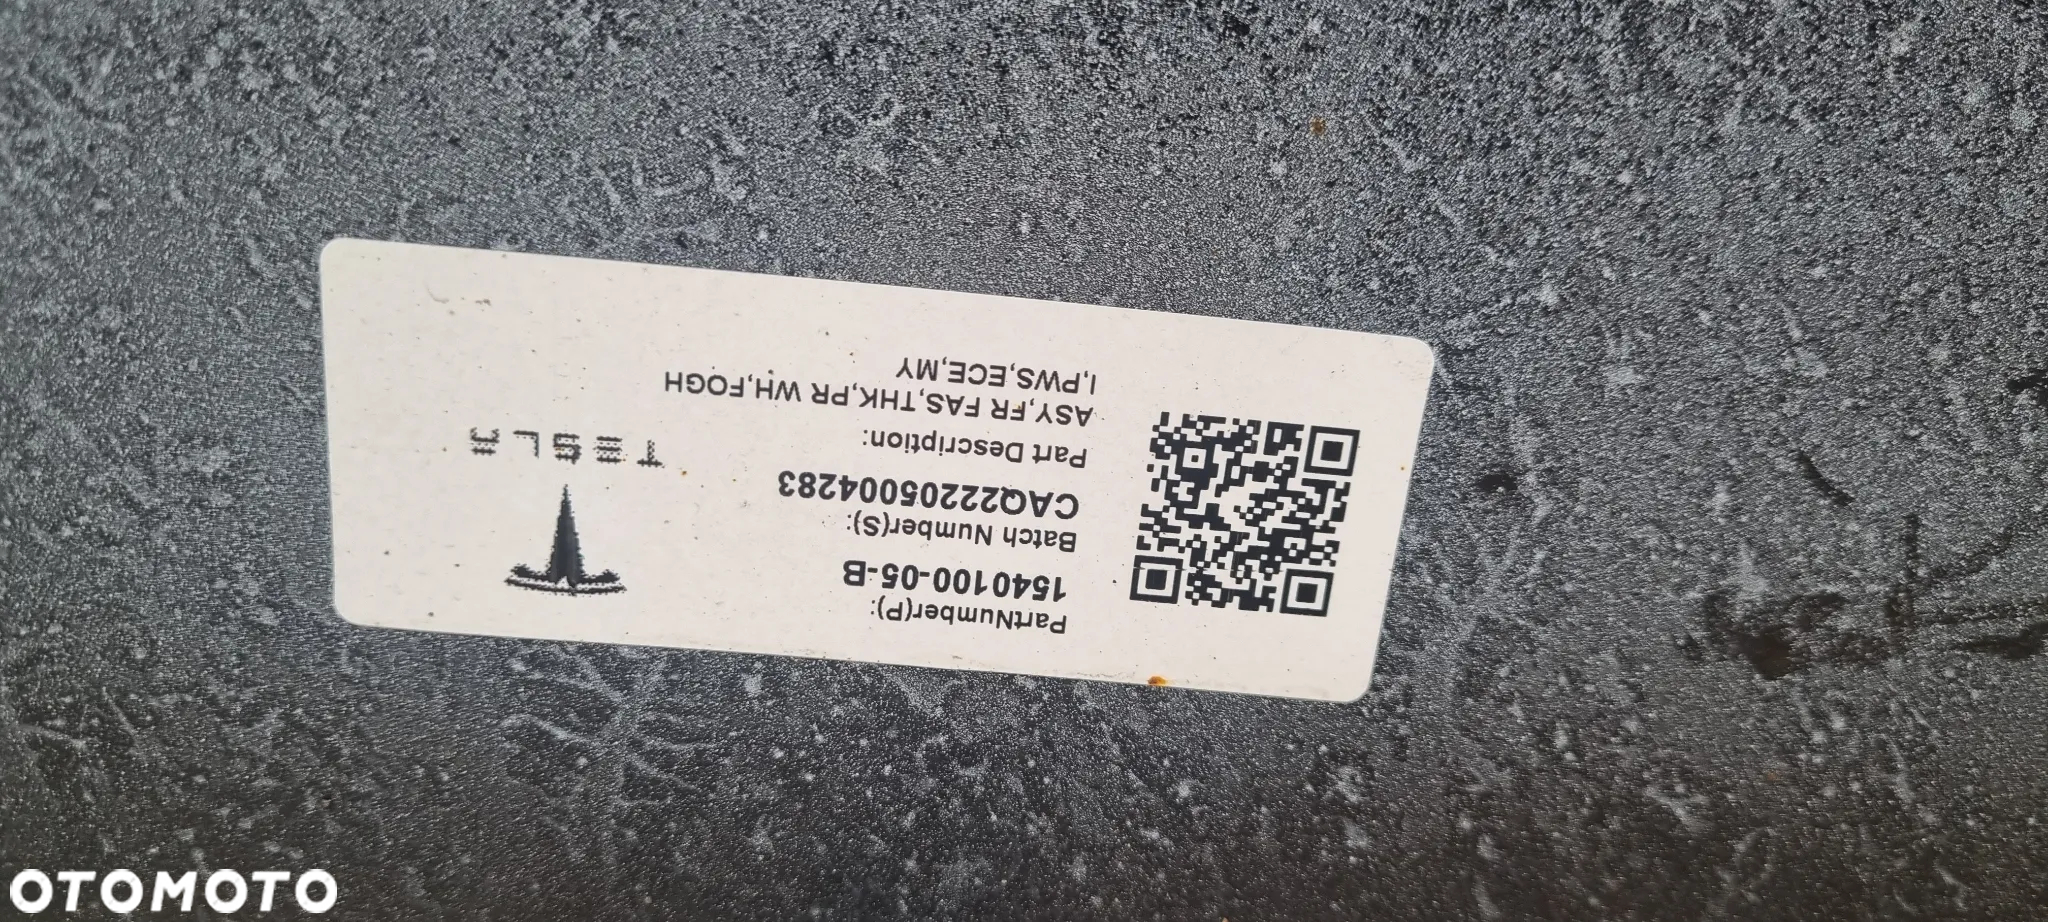 PartNumber(P):
1540100-05-B
Batch Number(S):
CAQ22205004283
Part Description:
ASY,FR FAS,THK,PR WH,FOGH
I,PWS,ECE,MY
TESLA
OTOMOTO